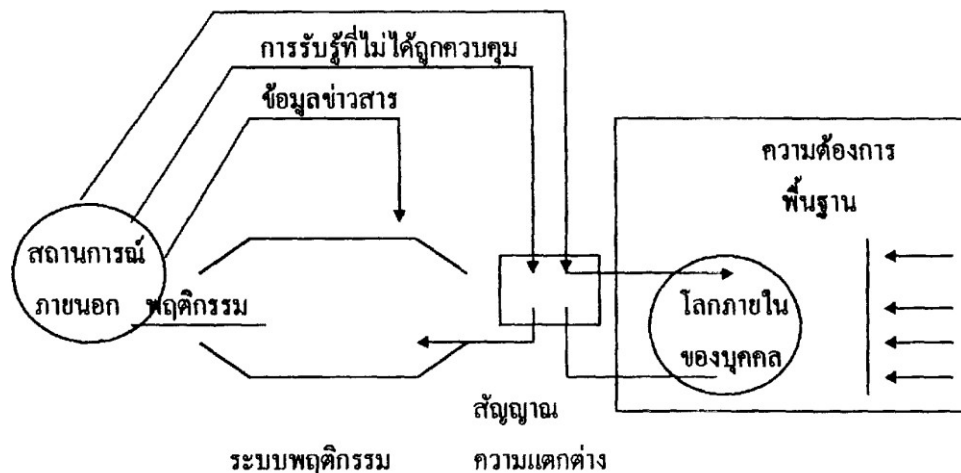 การรับรู้ที่ไม่ได้ถูกควบคุม
ข้อมูลข่าวสาร
ความต้องการ
พื้นฐาน
สถานการณ์
ภายนอก
พฤติกรรม
โลกภายใน
ของบุคคล
สัญญาณ
ระบบพฤติกรรม
ความแตกต่าง